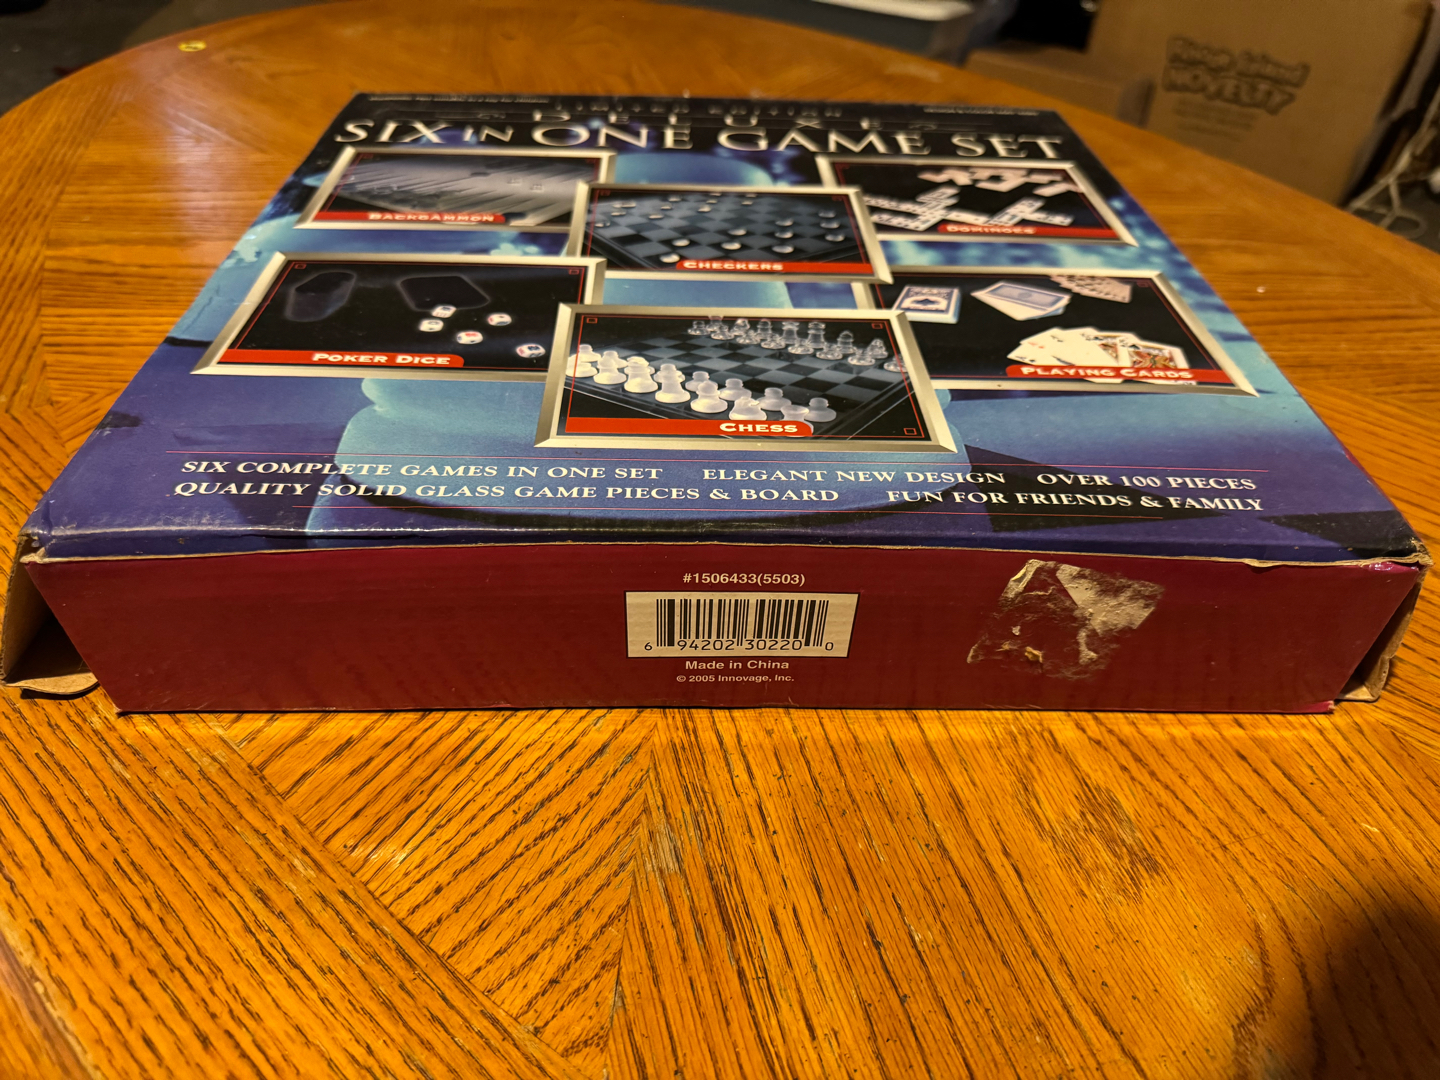 LIMITED EDITION
DELUXE
SIX IN ONE GAME SET
BACKGAMMON
DOMINOES
CHECKERS
POKER DICE
PLAYING CARDS
CHESS
SIX COMPLETE GAMES IN ONE SET ELEGANT NEW DESIGN OVER 100 PIECES
QUALITY SOLID GLASS GAME PIECES & BOARD FUN FOR FRIENDS & FAMILY
#1506433(5503)
6 94202 30220 0
Made in China
© 2005 Innovage, Inc.
NOVELTY